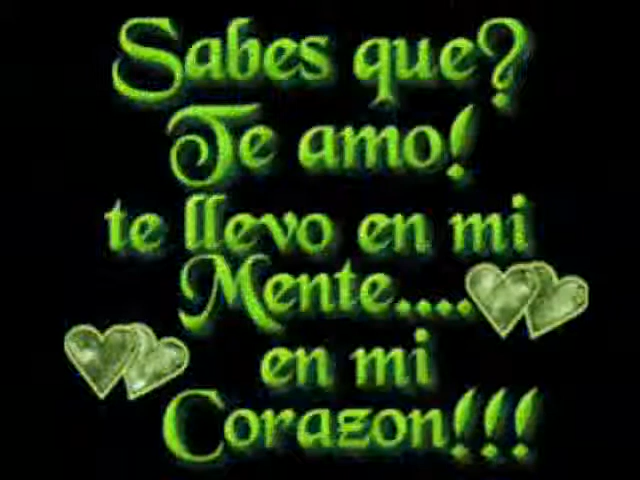 Sabes que?
Te amo!
te llevo en mi
Mente....
en mi
Corazon!!!